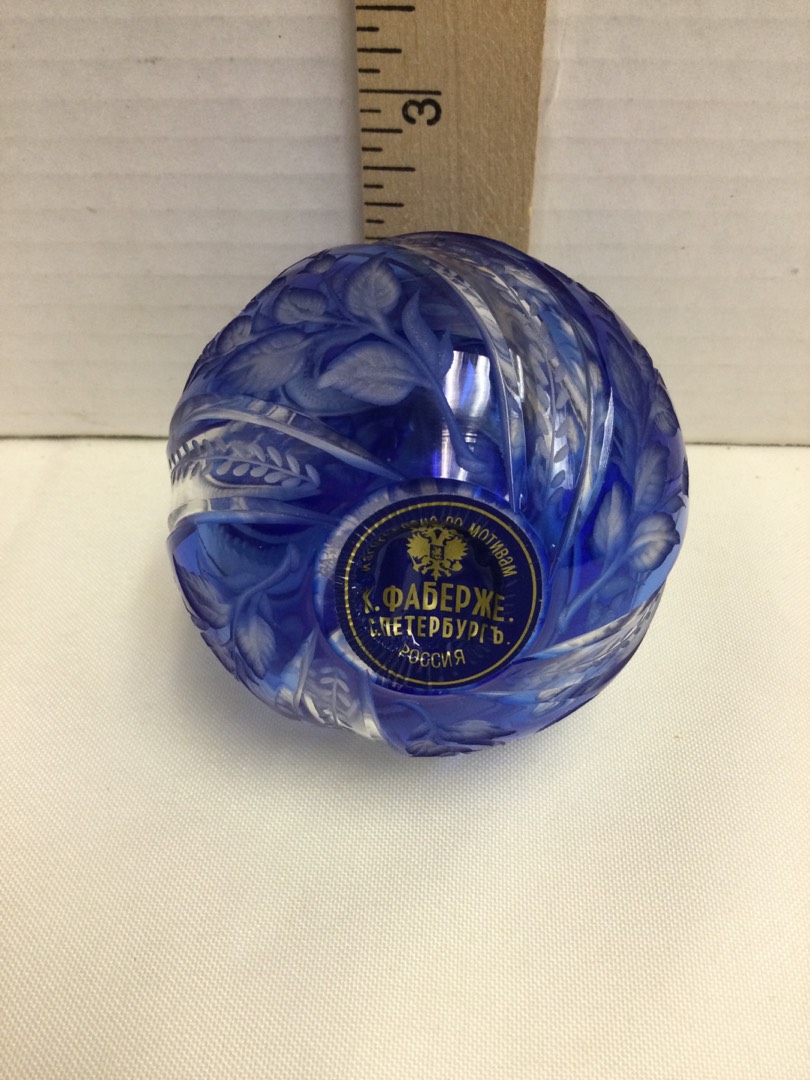 3
ПО МОТИВАМ
К. ФАБЕРЖЕ.
С.ПЕТЕРБУРГЪ.
РОССИЯ